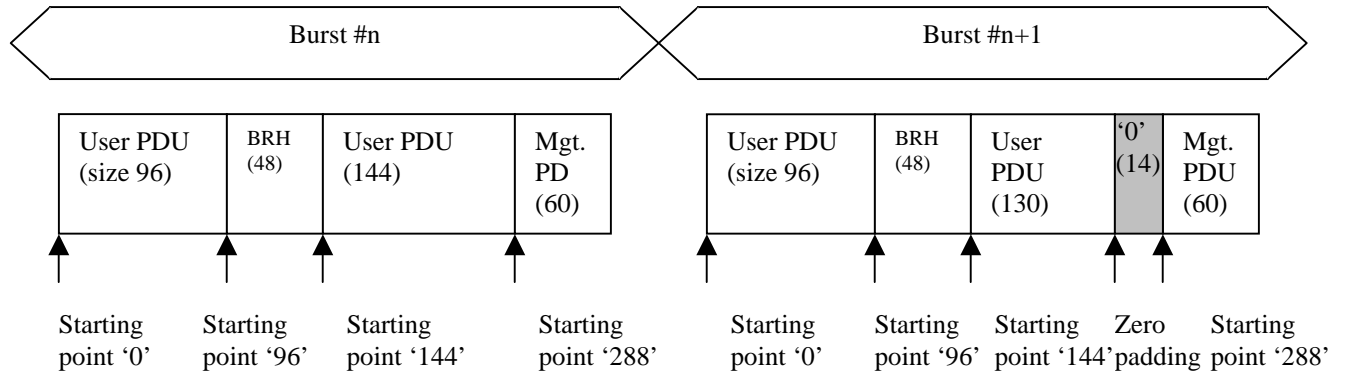 Burst #n
Burst #n+1
User PDU
(size 96)
BRH
(48)
User PDU
(144)
Mgt.
PD
(60)
User PDU
(size 96)
BRH
(48)
User
PDU
(130)
‘0’
(14)
Mgt.
PDU
(60)
Starting
point ‘0’
Starting
point ‘96’
Starting
point ‘144’
Starting
point ‘288’
Starting
point ‘0’
Starting
point ‘96’
Starting
point ‘144’
Zero
padding
Starting
point ‘288’